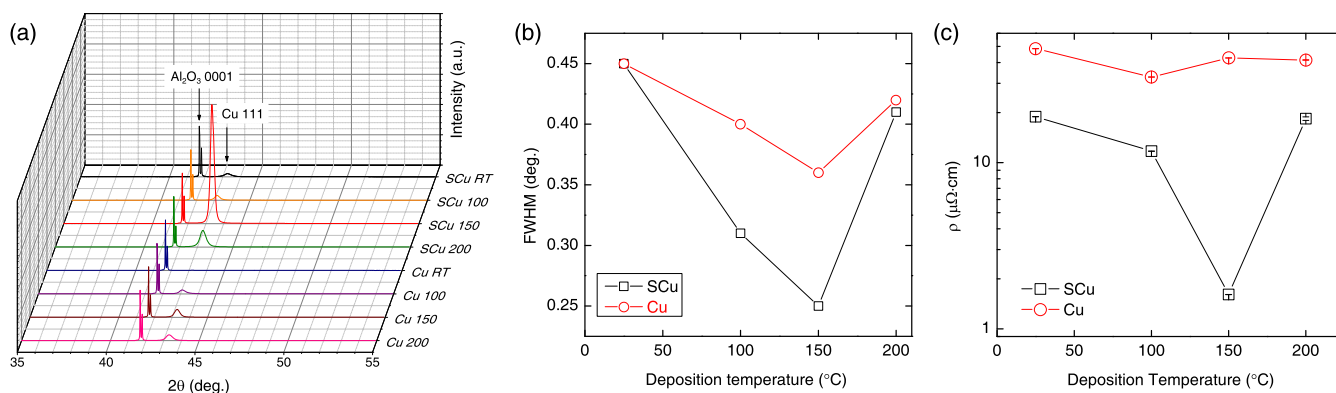 (a)
Al₂O₃ 0001
Cu 111
Intensity (a.u.)
SCu RT
SCu 100
SCu 150
SCu 200
Cu RT
Cu 100
Cu 150
Cu 200
35 40 45 50 55
2θ (deg.)
(b)
FWHM (deg.)
0.45
0.40
0.35
0.30
0.25
SCu
Cu
0 50 100 150 200
Deposition temperature (°C)
(c)
ρ (μΩ·cm)
10
1
SCu
Cu
0 50 100 150 200
Deposition Temperature (°C)